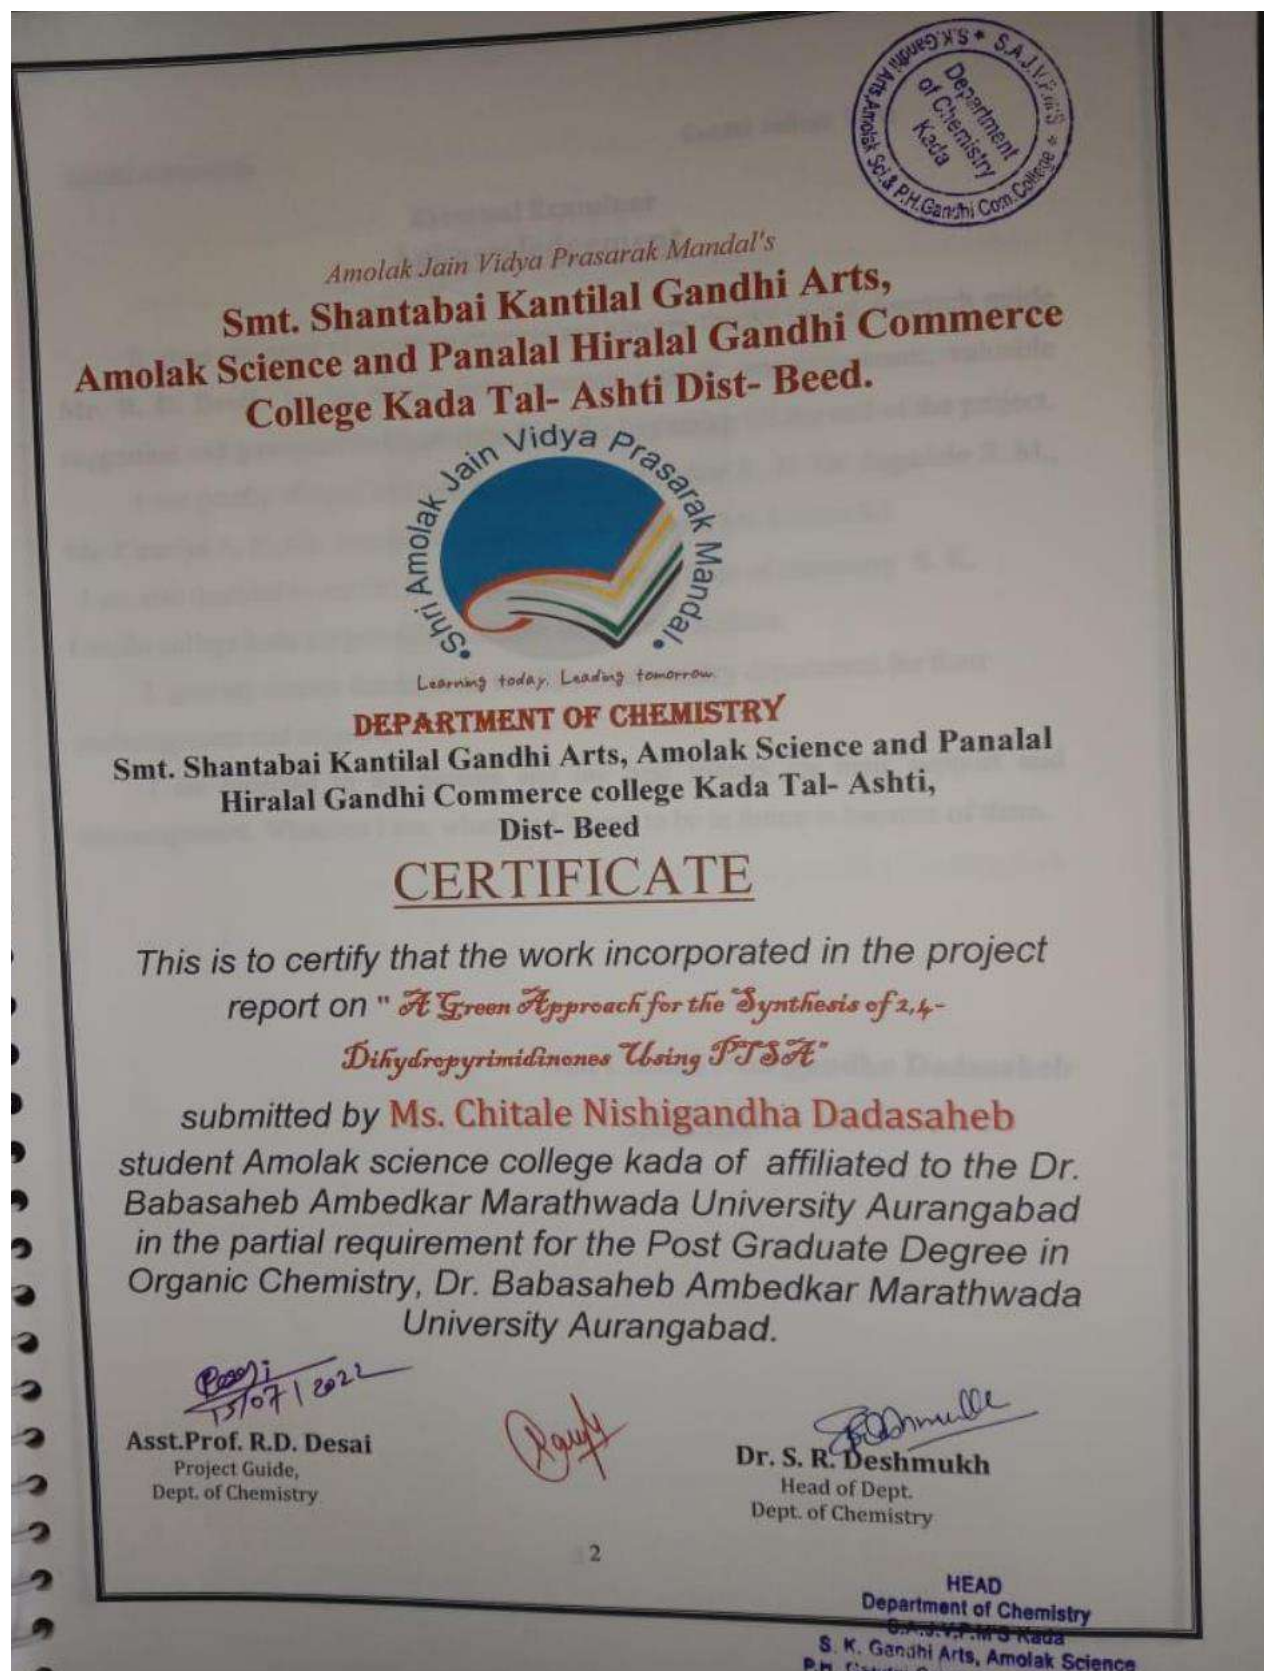 S.A.J.V.P.M'S * S.K.Gandhi Arts, Amolak Sci.& P.H.Gandhi Com.College *
Department
of Chemistry
Kada
Amolak Jain Vidya Prasarak Mandal's
Smt. Shantabai Kantilal Gandhi Arts,
Amolak Science and Panalal Hiralal Gandhi Commerce
College Kada Tal- Ashti Dist- Beed.
•Shri Amolak Jain Vidya Prasarak Mandal•
Learning today, Leading tomorrow.
DEPARTMENT OF CHEMISTRY
Smt. Shantabai Kantilal Gandhi Arts, Amolak Science and Panalal
Hiralal Gandhi Commerce college Kada Tal- Ashti,
Dist- Beed
CERTIFICATE
This is to certify that the work incorporated in the project
report on " A Green Approach for the Synthesis of 2,4-
Dihydropyrimidinones Using PTSA"
submitted by Ms. Chitale Nishigandha Dadasaheb
student Amolak science college kada of affiliated to the Dr.
Babasaheb Ambedkar Marathwada University Aurangabad
in the partial requirement for the Post Graduate Degree in
Organic Chemistry, Dr. Babasaheb Ambedkar Marathwada
University Aurangabad.
15/07/2022
Asst.Prof. R.D. Desai
Project Guide,
Dept. of Chemistry
Dr. S. R. Deshmukh
Head of Dept.
Dept. of Chemistry
2
HEAD
Department of Chemistry
S.A.J.V.P.M'S Kada
S. K. Gandhi Arts, Amolak Science